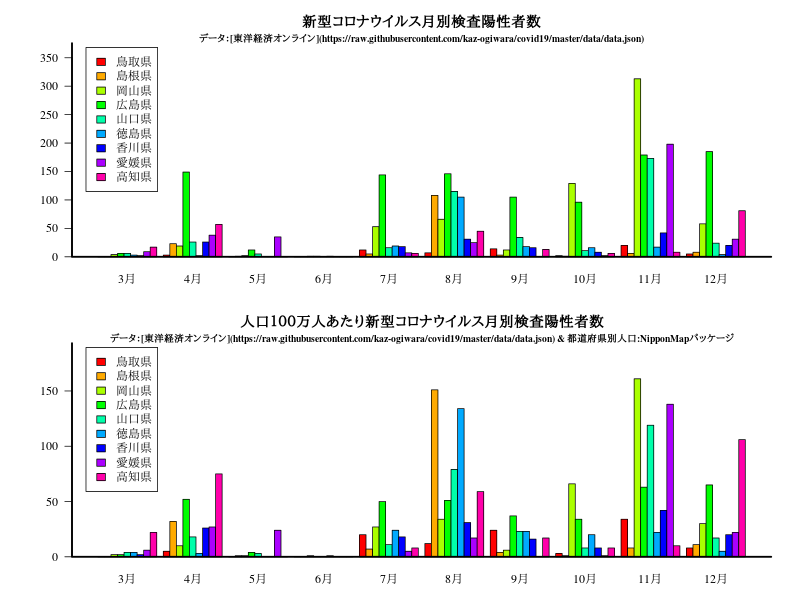 新型コロナウイルス月別検査陽性者数
データ：[東洋経済オンライン](https://raw.githubusercontent.com/kaz-ogiwara/covid19/master/data/data.json)
350
300
250
200
150
100
50
0
鳥取県
島根県
岡山県
広島県
山口県
徳島県
香川県
愛媛県
高知県
3月 4月 5月 6月 7月 8月 9月 10月 11月 12月
人口100万人あたり新型コロナウイルス月別検査陽性者数
データ：[東洋経済オンライン](https://raw.githubusercontent.com/kaz-ogiwara/covid19/master/data/data.json) & 都道府県別人口:NipponMapパッケージ
150
100
50
0
鳥取県
島根県
岡山県
広島県
山口県
徳島県
香川県
愛媛県
高知県
3月 4月 5月 6月 7月 8月 9月 10月 11月 12月